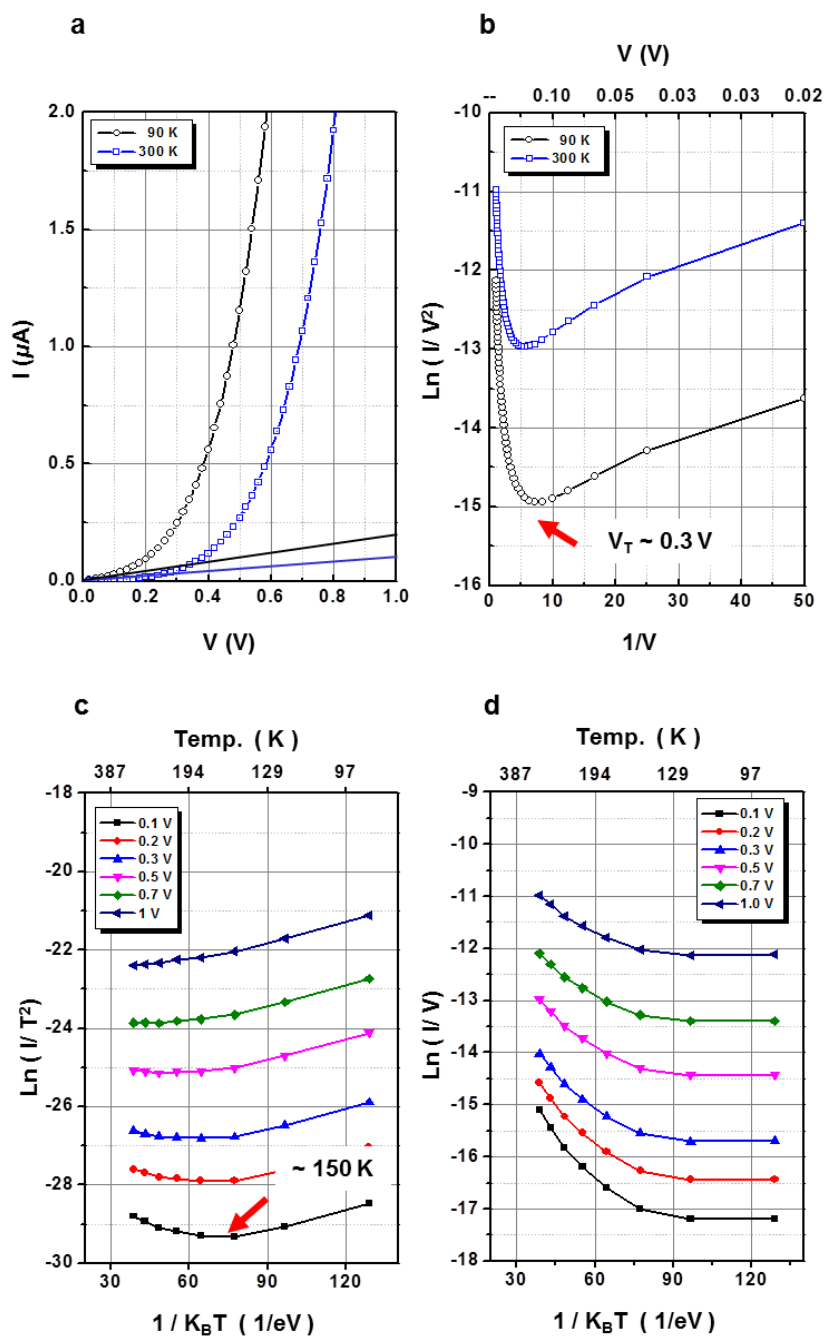 a
2.0
1.5
1.0
0.5
0.0
90 K
300 K
I (μA)
0.0 0.2 0.4 0.6 0.8 1.0
V (V)
b
V (V)
-- 0.10 0.05 0.03 0.03 0.02
-10
-11
-12
-13
-14
-15
-16
90 K
300 K
Ln ( I/ V²)
V_T ~ 0.3 V
0 10 20 30 40 50
1/V
c
Temp. ( K )
387 194 129 97
-18
-20
-22
-24
-26
-28
-30
0.1 V
0.2 V
0.3 V
0.5 V
0.7 V
1 V
Ln ( I/ T²)
~ 150 K
30 60 90 120
1 / K_BT ( 1/eV )
d
Temp. ( K )
387 194 129 97
-9
-10
-11
-12
-13
-14
-15
-16
-17
-18
0.1 V
0.2 V
0.3 V
0.5 V
0.7 V
1.0 V
Ln ( I/ V)
30 60 90 120
1 / K_BT ( 1/eV )